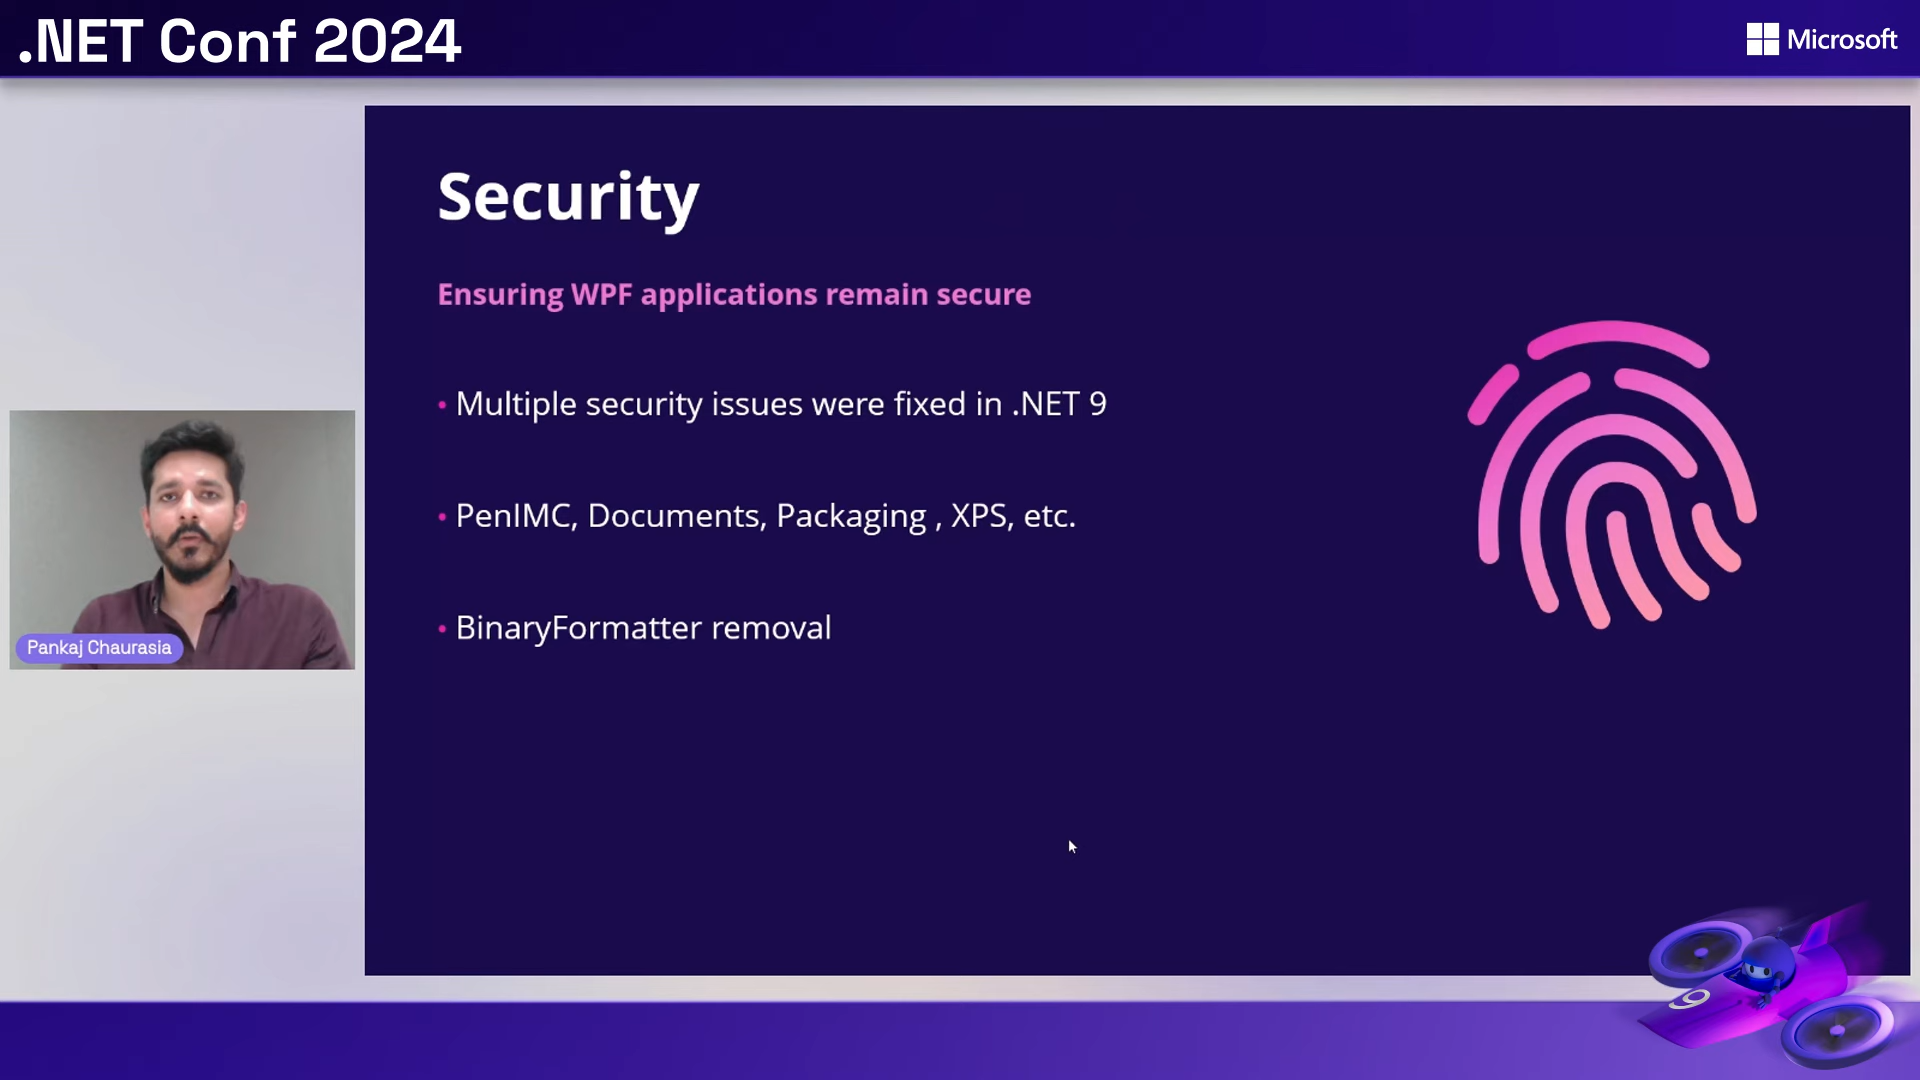 .NET Conf 2024
Microsoft
Security
Ensuring WPF applications remain secure
• Multiple security issues were fixed in .NET 9
• PenIMC, Documents, Packaging , XPS, etc.
• BinaryFormatter removal
Pankaj Chaurasia
9